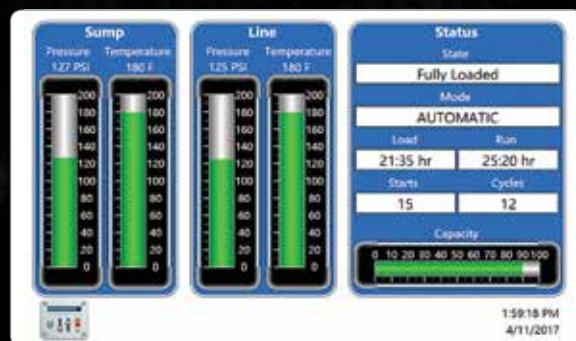 Sump
Pressure Temperature
127 PSI 180 F
200 200
180 180
160 160
140 140
120 120
100 100
80 80
60 60
40 40
20 20
0 0
Line
Pressure Temperature
125 PSI 180 F
200 200
180 180
160 160
140 140
120 120
100 100
80 80
60 60
40 40
20 20
0 0
Status
State
Fully Loaded
Mode
AUTOMATIC
Load Run
21:35 hr 25:20 hr
Starts Cycles
15 12
Capacity
0 10 20 30 40 50 60 70 80 90 100
1:59:18 PM
4/11/2017